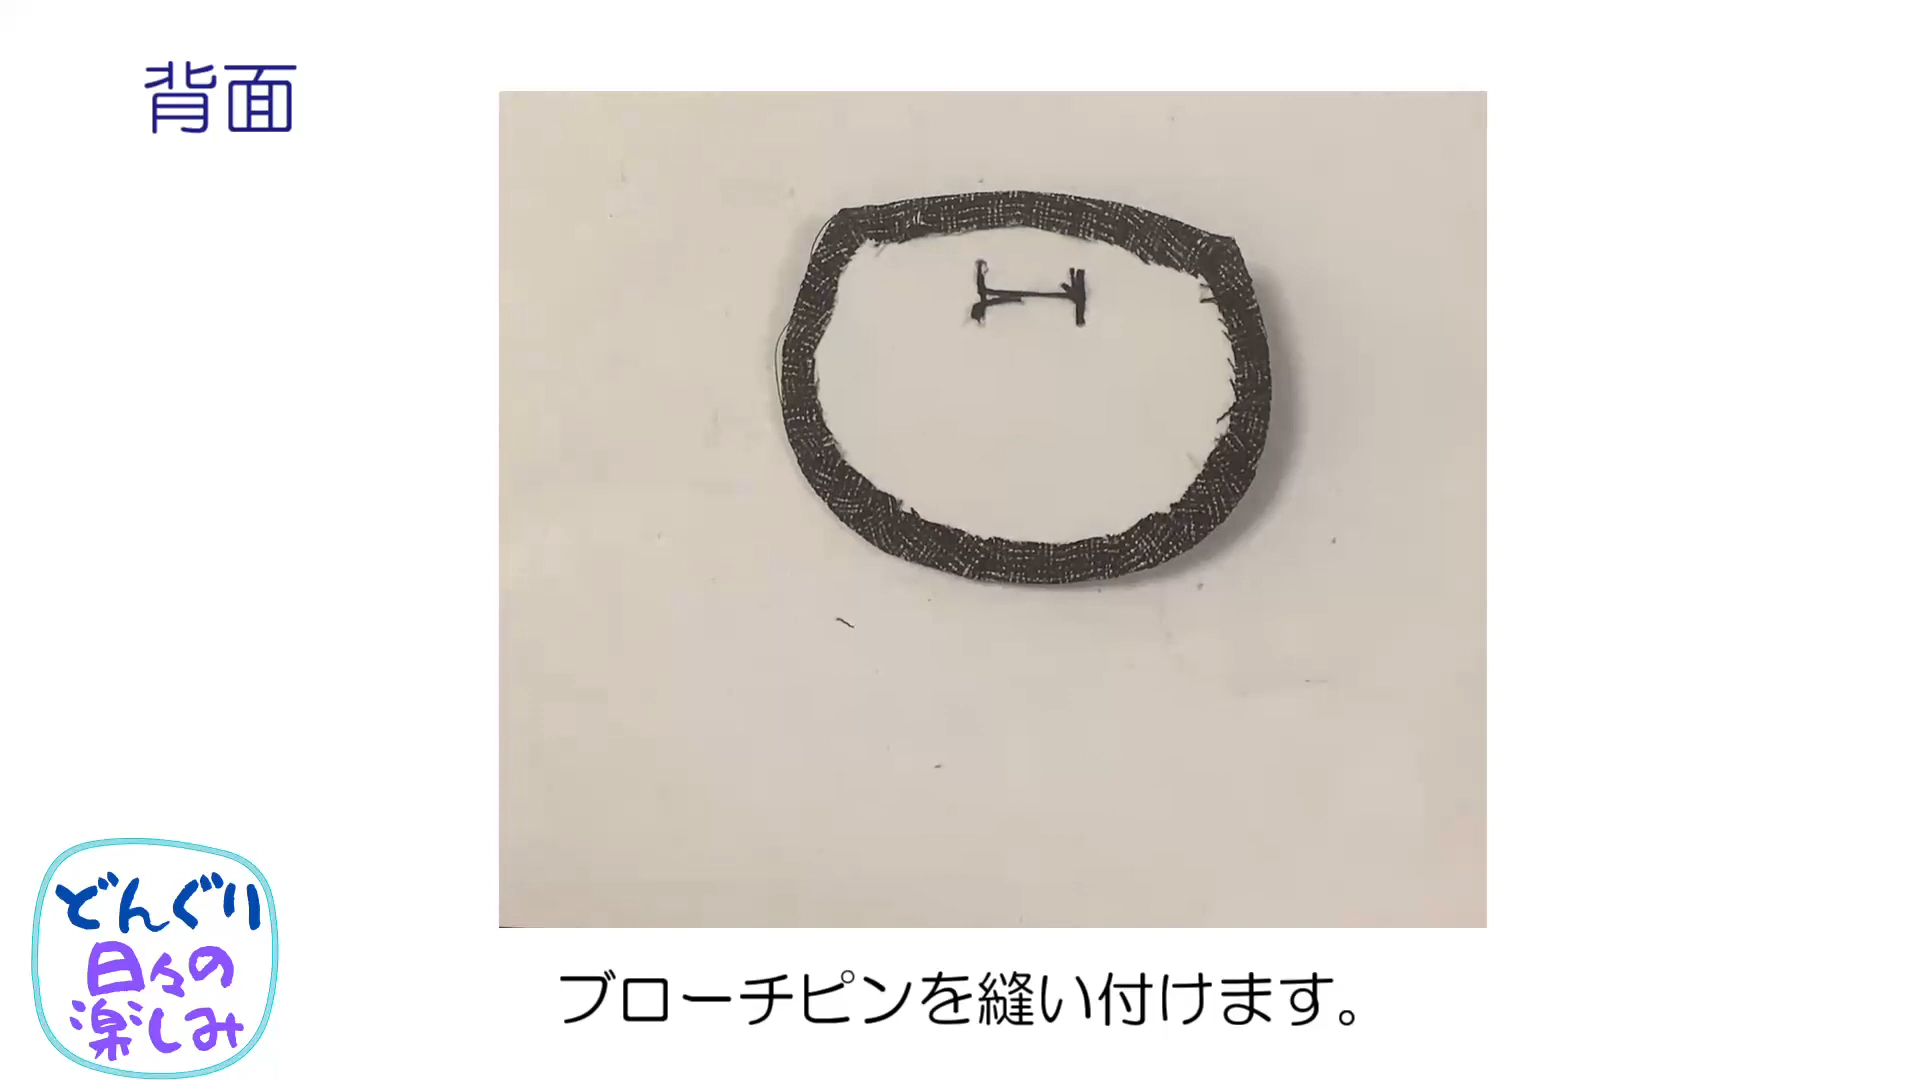 背面
ブローチピンを縫い付けます。
どんぐり
日々の
楽しみ